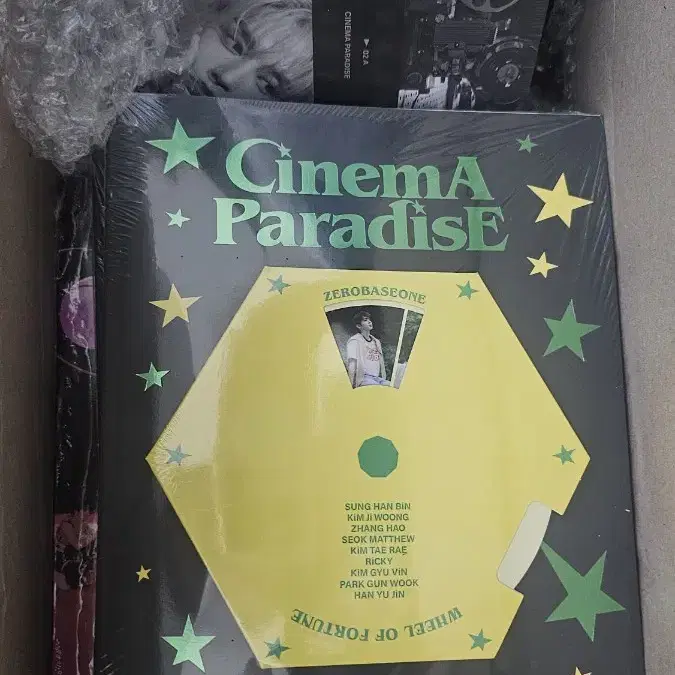 ▶ 02 A
CINEMA PARADISE
CinemA
ParadisE
ZEROBASEONE
SUNG HAN BiN
KiM Ji WOONG
ZHANG HAO
SEOK MATTHEW
KiM TAE RAE
RiCKY
KiM GYU ViN
PARK GUN WOOK
HAN YU JiN
WHEEL OF FORTUNE